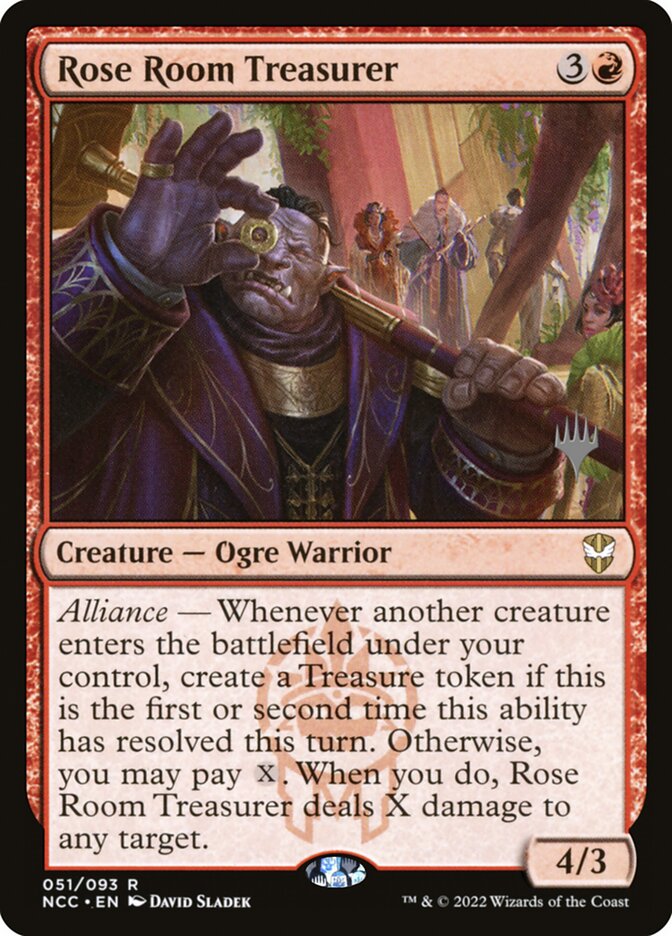 Rose Room Treasurer 3
Creature — Ogre Warrior
Alliance — Whenever another creature
enters the battlefield under your
control, create a Treasure token if this
is the first or second time this ability
has resolved this turn. Otherwise,
you may pay X. When you do, Rose
Room Treasurer deals X damage to
any target.
4/3
051/093 R
NCC • EN DAVID SLADEK
™ & © 2022 Wizards of the Coast